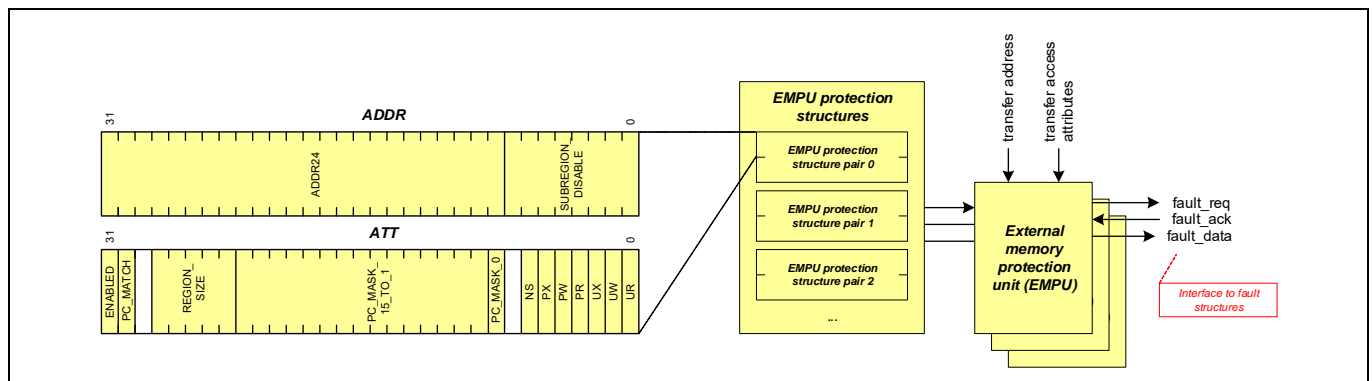 ADDR
31
0
ADDR24
SUBREGION_
DISABLE
ATT
31
0
ENABLED
PC_MATCH
REGION_
SIZE
PC_MASK_
15_TO_1
PC_MASK_0
NS
PX
PW
PR
UX
UW
UR
EMPU protection
structures
EMPU protection
structure pair 0
EMPU protection
structure pair 1
EMPU protection
structure pair 2
...
transfer address
transfer access
attributes
External
memory
protection
unit (EMPU)
fault_req
fault_ack
fault_data
Interface to fault
structures